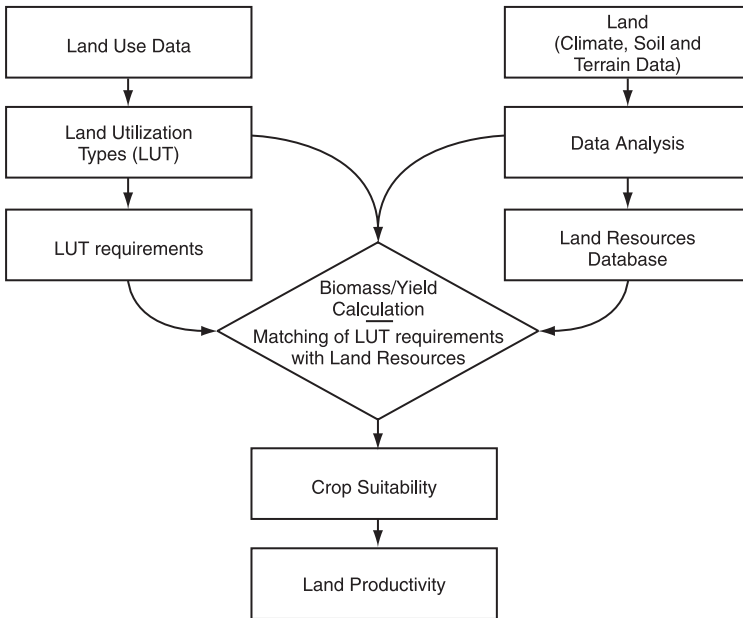 Land Use Data
Land
(Climate, Soil and
Terrain Data)
Land Utilization
Types (LUT)
Data Analysis
LUT requirements
Land Resources
Database
Biomass/Yield
Calculation
Matching of LUT requirements
with Land Resources
Crop Suitability
Land Productivity